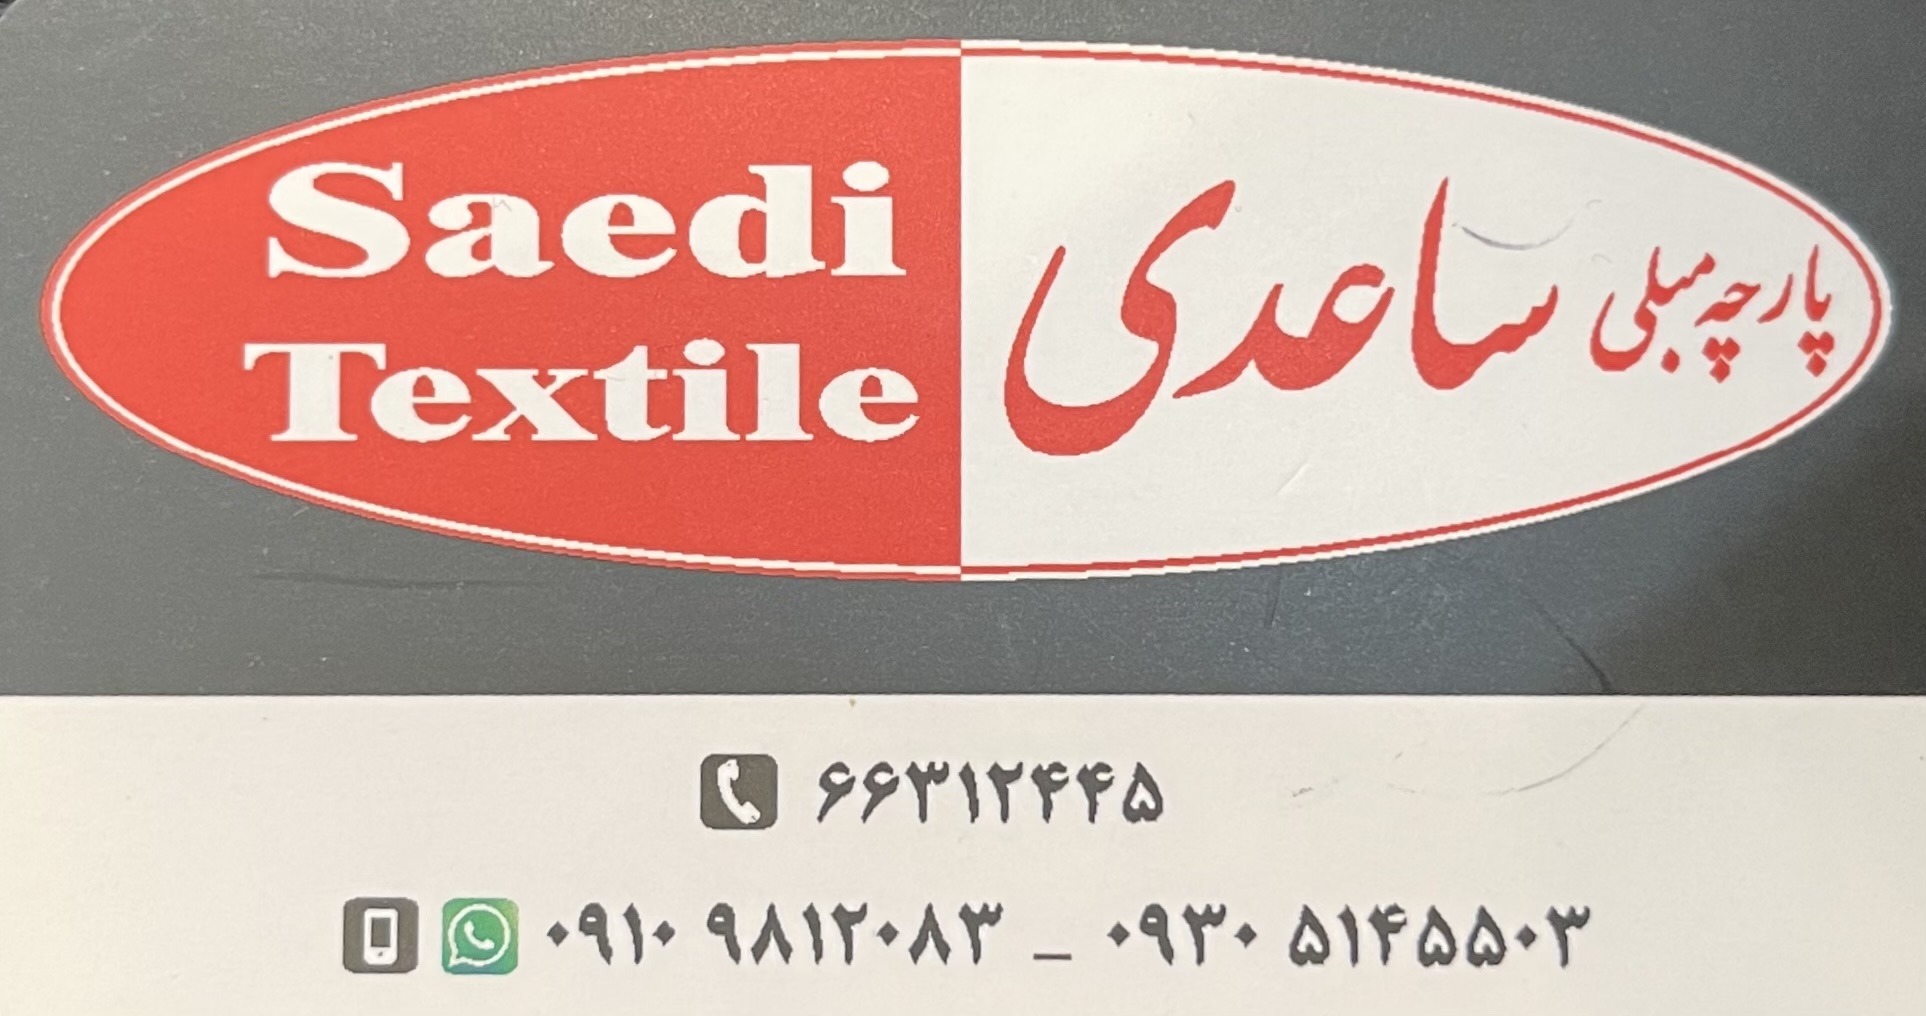 Saedi
Textile
پارچه مبلی ساعدی
۶۶۳۱۲۴۴۵
۰۹۱۰ ۹۸۱۲۰۸۳ _ ۰۹۳۰ ۵۱۴۵۵۰۳